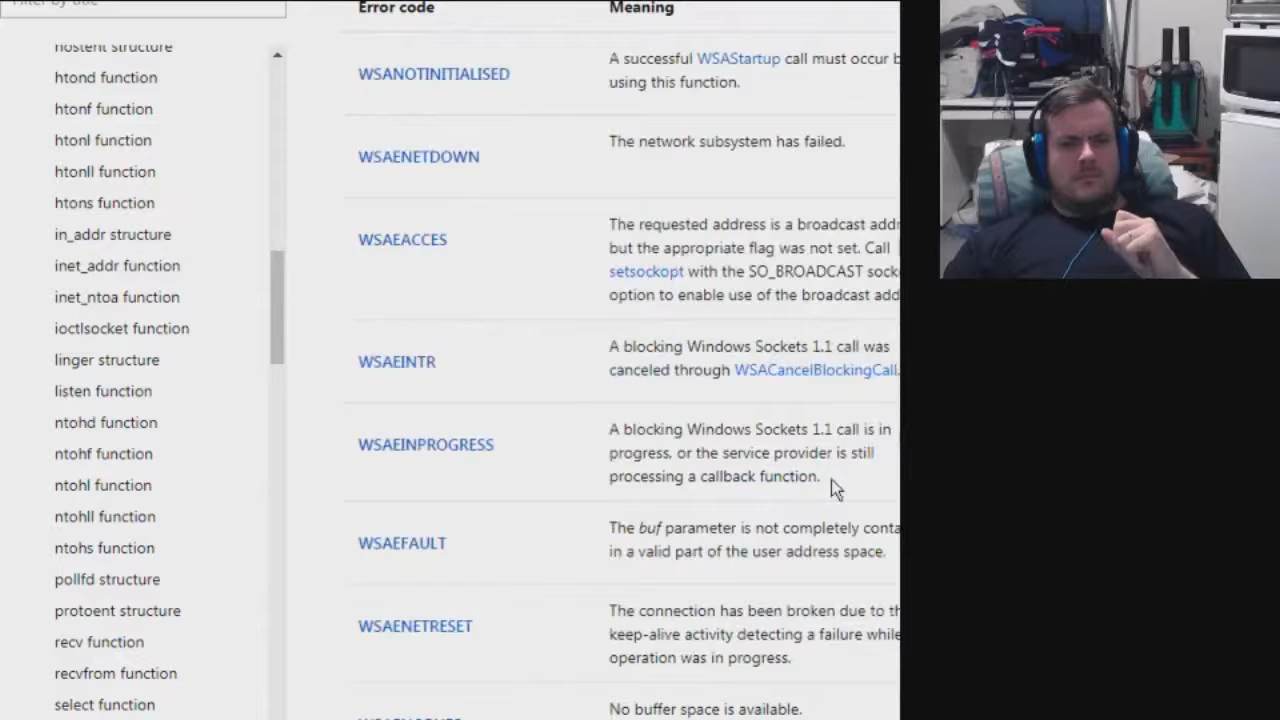 Filter by title
Error code
Meaning
hostent structure
htond function
htonf function
htonl function
htonll function
htons function
in_addr structure
inet_addr function
inet_ntoa function
ioctlsocket function
linger structure
listen function
ntohd function
ntohf function
ntohl function
ntohll function
ntohs function
pollfd structure
protoent structure
recv function
recvfrom function
select function
WSANOTINITIALISED
A successful WSAStartup call must occur b
using this function.
WSAENETDOWN
The network subsystem has failed.
WSAEACCES
The requested address is a broadcast addr
but the appropriate flag was not set. Call
setsockopt with the SO_BROADCAST socke
option to enable use of the broadcast add
WSAEINTR
A blocking Windows Sockets 1.1 call was
canceled through WSACancelBlockingCall.
WSAEINPROGRESS
A blocking Windows Sockets 1.1 call is in
progress, or the service provider is still
processing a callback function.
WSAEFAULT
The buf parameter is not completely conta
in a valid part of the user address space.
WSAENETRESET
The connection has been broken due to th
keep-alive activity detecting a failure while
operation was in progress.
No buffer space is available.